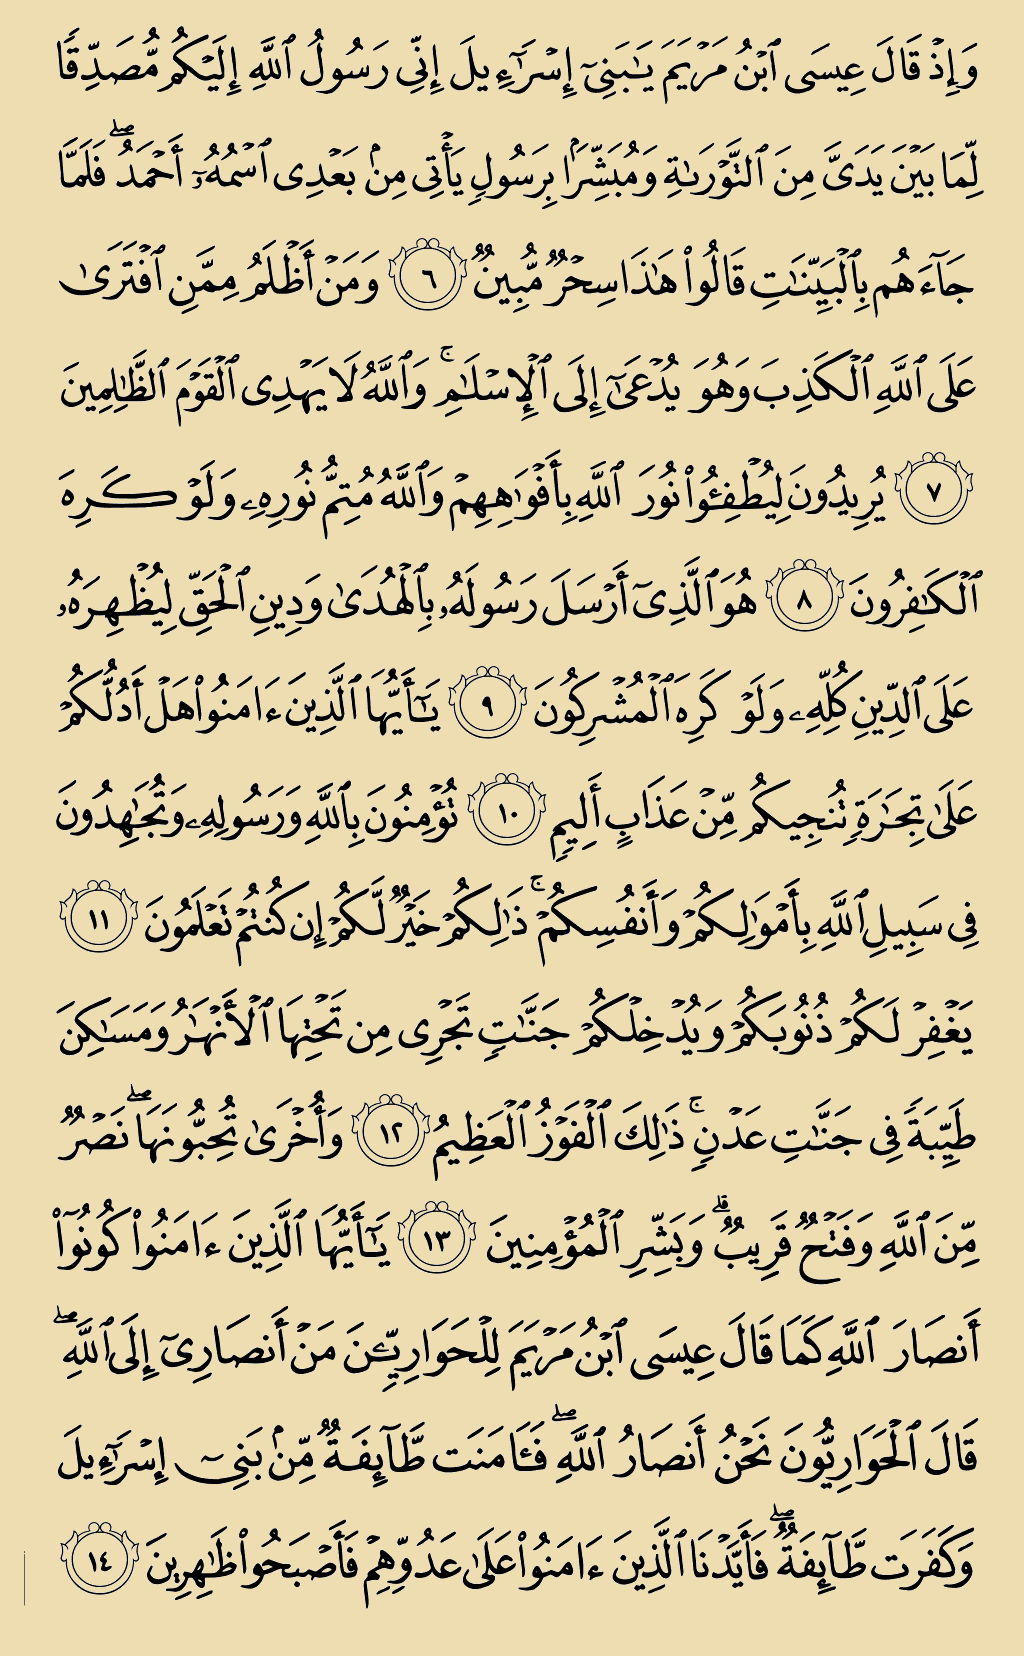 وَإِذۡ قَالَ عِيسَى ٱبۡنُ مَرۡيَمَ يَـٰبَنِىٓ إِسۡرَٰٓءِيلَ إِنِّى رَسُولُ ٱللَّهِ إِلَيۡكُم مُّصَدِّقًا
لِّمَا بَيۡنَ يَدَىَّ مِنَ ٱلتَّوۡرَىٰةِ وَمُبَشِّرَۢا بِرَسُولٍ يَأۡتِى مِنۢ بَعۡدِى ٱسۡمُهُۥٓ أَحۡمَدُۖ فَلَمَّا
جَآءَهُم بِٱلۡبَيِّنَـٰتِ قَالُوا۟ هَـٰذَا سِحۡرٌ مُّبِينٌ ٦ وَمَنۡ أَظۡلَمُ مِمَّنِ ٱفۡتَرَىٰ
عَلَى ٱللَّهِ ٱلۡكَذِبَ وَهُوَ يُدۡعَىٰٓ إِلَى ٱلۡإِسۡلَـٰمِۚ وَٱللَّهُ لَا يَهۡدِى ٱلۡقَوۡمَ ٱلظَّـٰلِمِينَ
٧ يُرِيدُونَ لِيُطۡفِـُٔوا۟ نُورَ ٱللَّهِ بِأَفۡوَٰهِهِمۡ وَٱللَّهُ مُتِمُّ نُورِهِۦ وَلَوۡ كَرِهَ
ٱلۡكَـٰفِرُونَ ٨ هُوَ ٱلَّذِىٓ أَرۡسَلَ رَسُولَهُۥ بِٱلۡهُدَىٰ وَدِينِ ٱلۡحَقِّ لِيُظۡهِرَهُۥ
عَلَى ٱلدِّينِ كُلِّهِۦ وَلَوۡ كَرِهَ ٱلۡمُشۡرِكُونَ ٩ يَـٰٓأَيُّهَا ٱلَّذِينَ ءَامَنُوا۟ هَلۡ أَدُلُّكُمۡ
عَلَىٰ تِجَـٰرَةٍ تُنجِيكُم مِّنۡ عَذَابٍ أَلِيمٍ ١٠ تُؤۡمِنُونَ بِٱللَّهِ وَرَسُولِهِۦ وَتُجَـٰهِدُونَ
فِى سَبِيلِ ٱللَّهِ بِأَمۡوَٰلِكُمۡ وَأَنفُسِكُمۡۚ ذَٰلِكُمۡ خَيۡرٌ لَّكُمۡ إِن كُنتُمۡ تَعۡلَمُونَ ١١
يَغۡفِرۡ لَكُمۡ ذُنُوبَكُمۡ وَيُدۡخِلۡكُمۡ جَنَّـٰتٍ تَجۡرِى مِن تَحۡتِهَا ٱلۡأَنۡهَـٰرُ وَمَسَـٰكِنَ
طَيِّبَةً فِى جَنَّـٰتِ عَدۡنٍۚ ذَٰلِكَ ٱلۡفَوۡزُ ٱلۡعَظِيمُ ١٢ وَأُخۡرَىٰ تُحِبُّونَهَاۖ نَصۡرٌ
مِّنَ ٱللَّهِ وَفَتۡحٌ قَرِيبٌۗ وَبَشِّرِ ٱلۡمُؤۡمِنِينَ ١٣ يَـٰٓأَيُّهَا ٱلَّذِينَ ءَامَنُوا۟ كُونُوٓا۟
أَنصَارَ ٱللَّهِ كَمَا قَالَ عِيسَى ٱبۡنُ مَرۡيَمَ لِلۡحَوَارِيِّـۧنَ مَنۡ أَنصَارِىٓ إِلَى ٱللَّهِۖ
قَالَ ٱلۡحَوَارِيُّونَ نَحۡنُ أَنصَارُ ٱللَّهِۖ فَـَٔامَنَت طَّآئِفَةٌ مِّنۢ بَنِىٓ إِسۡرَٰٓءِيلَ
وَكَفَرَت طَّآئِفَةٌۖ فَأَيَّدۡنَا ٱلَّذِينَ ءَامَنُوا۟ عَلَىٰ عَدُوِّهِمۡ فَأَصۡبَحُوا۟ ظَـٰهِرِينَ ١٤